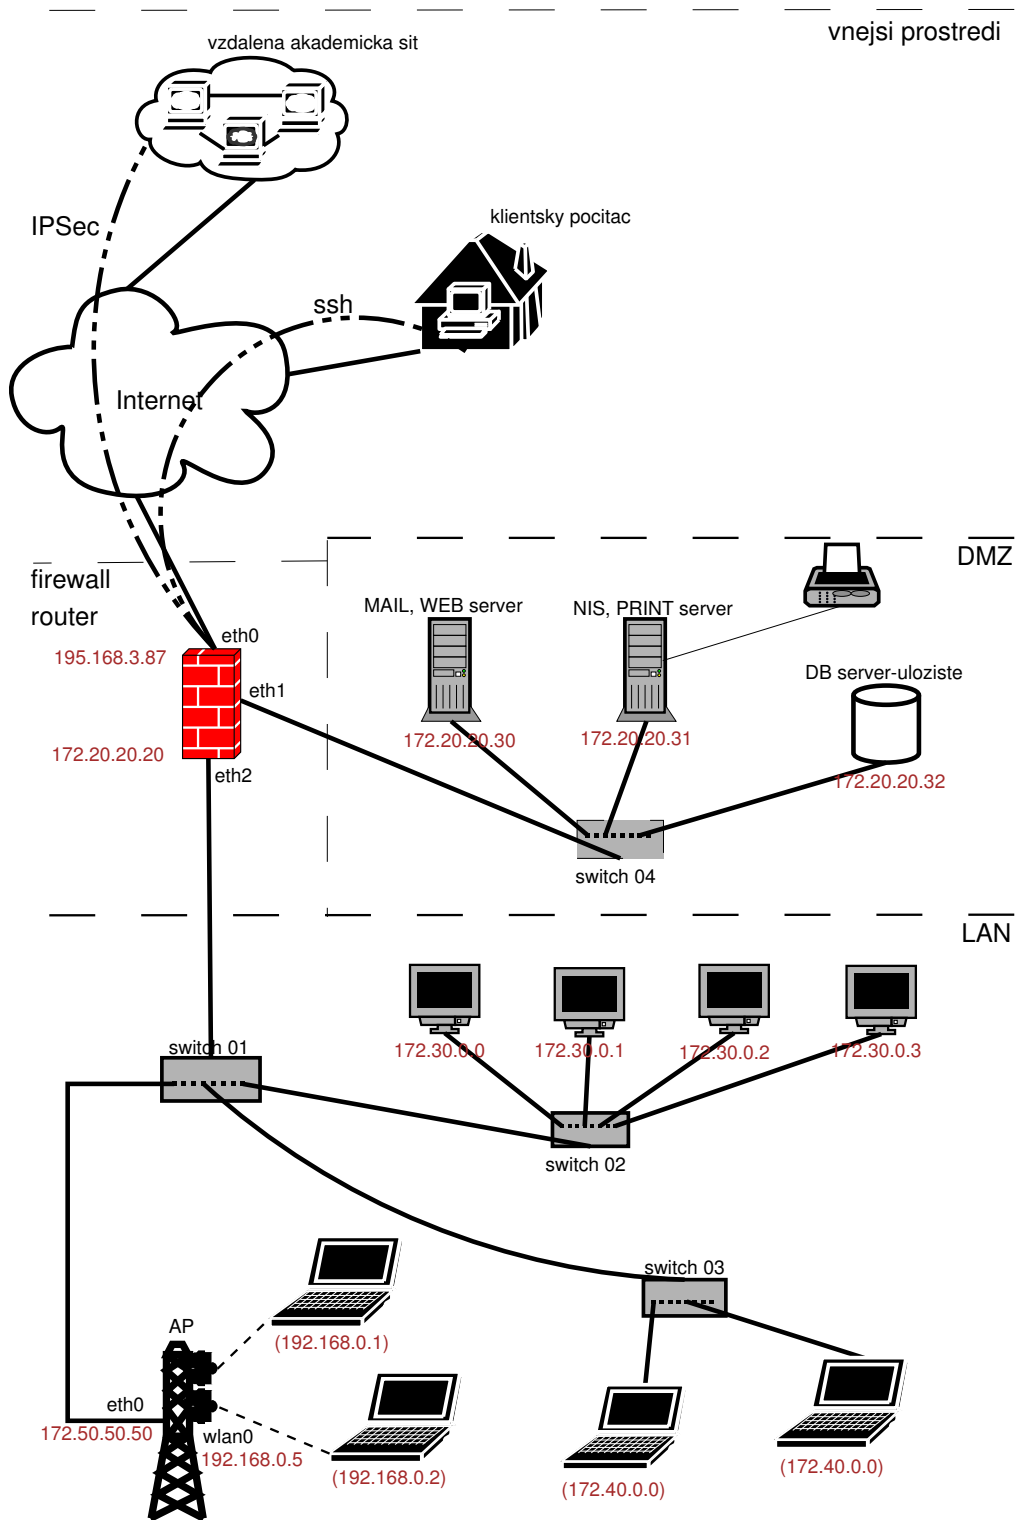 vnejsi prostredi
vzdalena akademicka sit
IPSec
klientsky pocitac
ssh
Internet
DMZ
firewall
router
MAIL, WEB server
NIS, PRINT server
eth0
195.168.3.87
DB server-uloziste
eth1
172.20.20.30
172.20.20.31
172.20.20.20
eth2
172.20.20.32
switch 04
LAN
switch 01
172.30.0.0
172.30.0.1
172.30.0.2
172.30.0.3
switch 02
switch 03
AP
(192.168.0.1)
eth0
172.50.50.50
wlan0
192.168.0.5
(192.168.0.2)
(172.40.0.0)
(172.40.0.0)